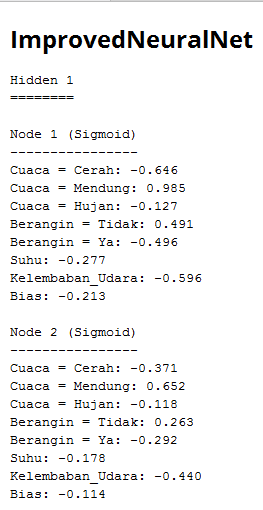 ImprovedNeuralNet
Hidden 1
========
Node 1 (Sigmoid)
----------------
Cuaca = Cerah: -0.646
Cuaca = Mendung: 0.985
Cuaca = Hujan: -0.127
Berangin = Tidak: 0.491
Berangin = Ya: -0.496
Suhu: -0.277
Kelembaban_Udara: -0.596
Bias: -0.213
Node 2 (Sigmoid)
----------------
Cuaca = Cerah: -0.371
Cuaca = Mendung: 0.652
Cuaca = Hujan: -0.118
Berangin = Tidak: 0.263
Berangin = Ya: -0.292
Suhu: -0.178
Kelembaban_Udara: -0.440
Bias: -0.114